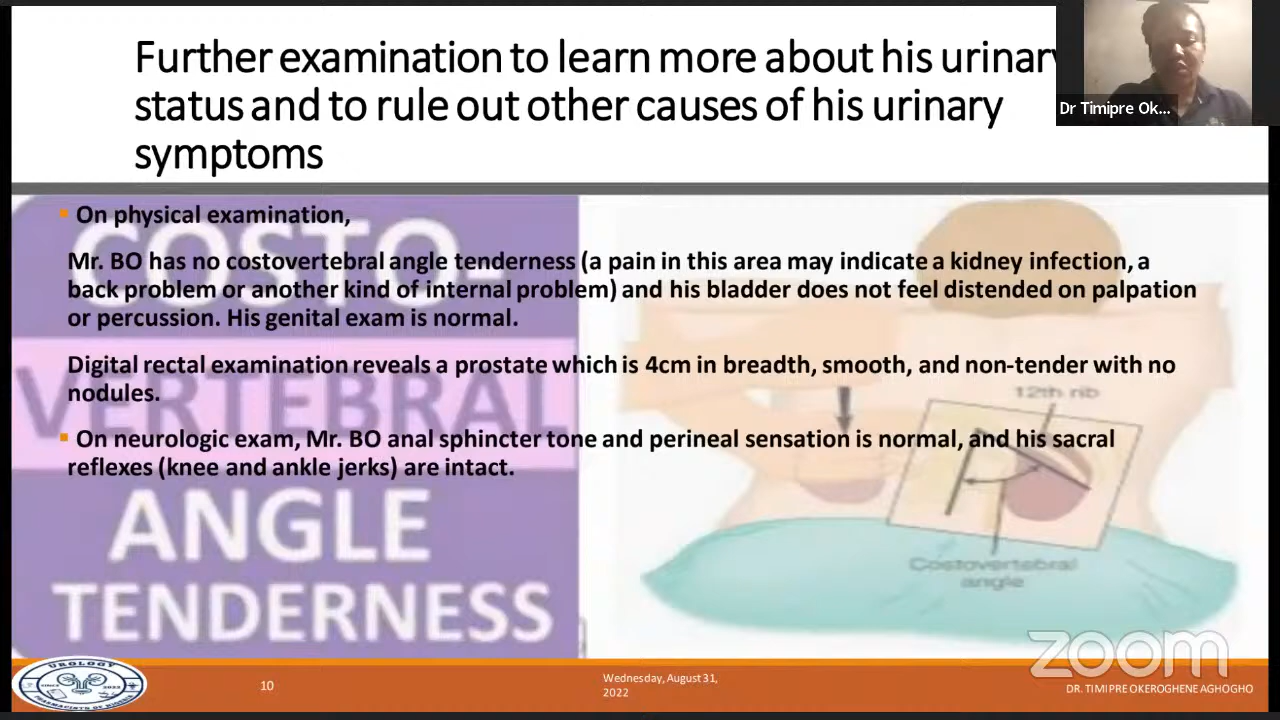 Further examination to learn more about his urinary
status and to rule out other causes of his urinary
symptoms
Dr Timipre Ok...
▪ On physical examination,
Mr. BO has no costovertebral angle tenderness (a pain in this area may indicate a kidney infection, a
back problem or another kind of internal problem) and his bladder does not feel distended on palpation
or percussion. His genital exam is normal.
Digital rectal examination reveals a prostate which is 4cm in breadth, smooth, and non-tender with no
nodules.
▪ On neurologic exam, Mr. BO anal sphincter tone and perineal sensation is normal, and his sacral
reflexes (knee and ankle jerks) are intact.
COSTO-
VERTEBRAL
ANGLE
TENDERNESS
12th rib
Costovertebral
angle
zoom
UROLOGY
2022
10
Wednesday, August 31,
2022
DR. TIMIPRE OKEROGHENE AGHOGHO